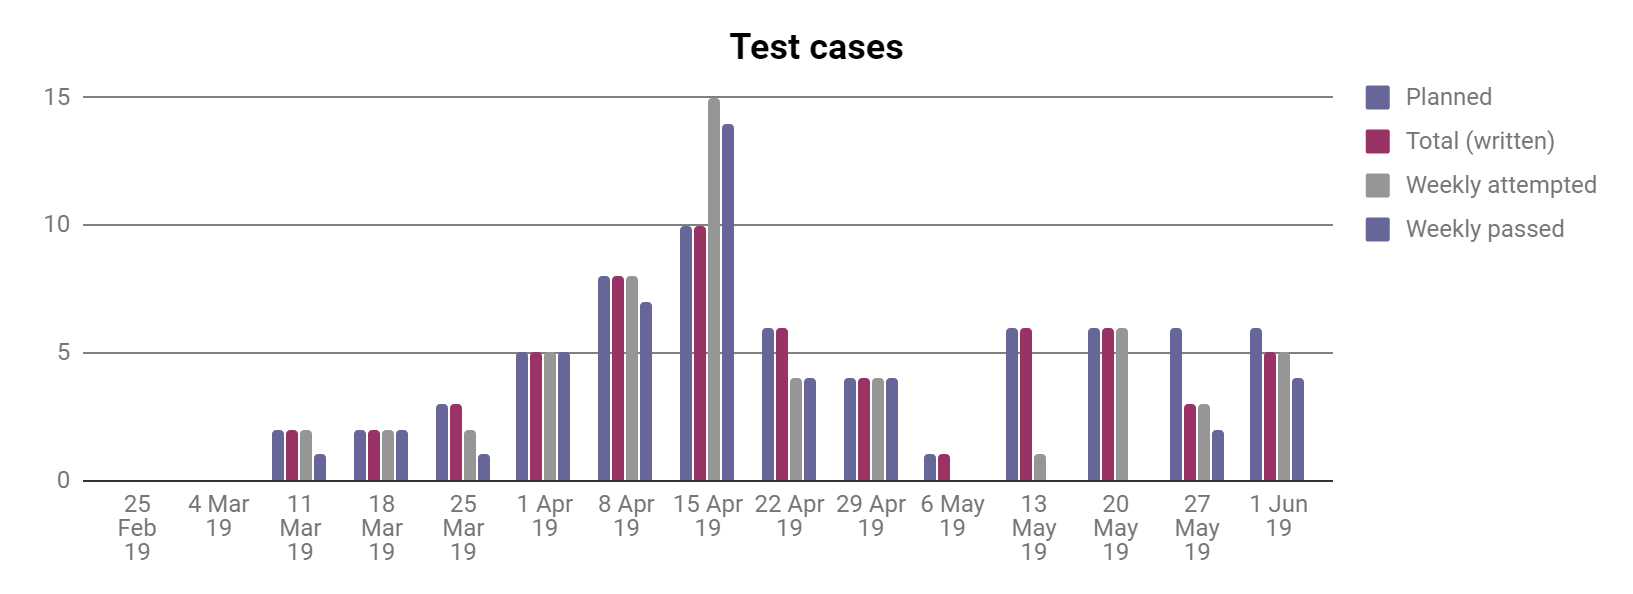 Test cases
15
10
5
0
Planned
Total (written)
Weekly attempted
Weekly passed
25 Feb 19
4 Mar 19
11 Mar 19
18 Mar 19
25 Mar 19
1 Apr 19
8 Apr 19
15 Apr 19
22 Apr 19
29 Apr 19
6 May 19
13 May 19
20 May 19
27 May 19
1 Jun 19